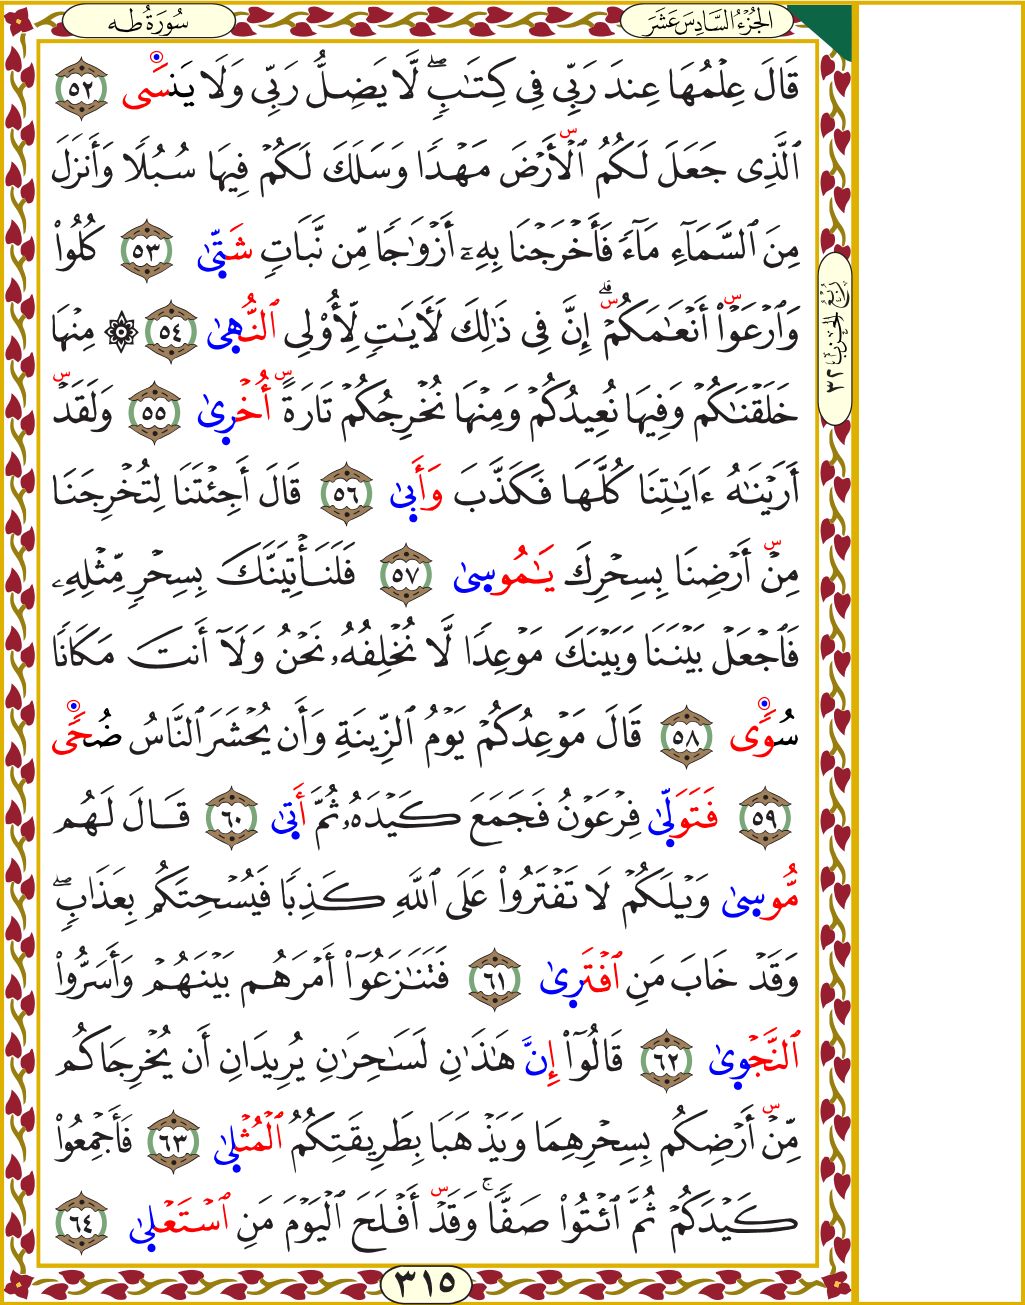 الجُزْءُ السَّادِسَ عَشَرَ
سُورَةُ طه
قَالَ عِلْمُهَا عِندَ رَبِّى فِى كِتَٰبٍۖ لَّا يَضِلُّ رَبِّى وَلَا يَنسَى ٥٢
ٱلَّذِى جَعَلَ لَكُمُ ٱلْأَرْضَ مَهْدًا وَسَلَكَ لَكُمْ فِيهَا سُبُلًا وَأَنزَلَ
مِنَ ٱلسَّمَآءِ مَآءً فَأَخْرَجْنَا بِهِۦٓ أَزْوَٰجًا مِّن نَّبَاتٍ شَتَّىٰ ٥٣ كُلُوا۟
وَٱرْعَوْا۟ أَنْعَٰمَكُمْۗ إِنَّ فِى ذَٰلِكَ لَءَايَٰتٍ لِّأُو۟لِى ٱلنُّهِىٰ ٥٤ ۞ مِنْهَا
خَلَقْنَٰكُمْ وَفِيهَا نُعِيدُكُمْ وَمِنْهَا نُخْرِجُكُمْ تَارَةً أُخْرِىٰ ٥٥ وَلَقَدْ
أَرَيْنَٰهُ ءَايَٰتِنَا كُلَّهَا فَكَذَّبَ وَأَبِىٰ ٥٦ قَالَ أَجِئْتَنَا لِتُخْرِجَنَا
مِنْ أَرْضِنَا بِسِحْرِكَ يَٰمُوسِىٰ ٥٧ فَلَنَأْتِيَنَّكَ بِسِحْرٍ مِّثْلِهِۦ
فَٱجْعَلْ بَيْنَنَا وَبَيْنَكَ مَوْعِدًا لَّا نُخْلِفُهُۥ نَحْنُ وَلَآ أَنتَ مَكَانًا
سُوًى ٥٨ قَالَ مَوْعِدُكُمْ يَوْمُ ٱلزِّينَةِ وَأَن يُحْشَرَ ٱلنَّاسُ ضُحًى
٥٩ فَتَوَلِّىٰ فِرْعَوْنُ فَجَمَعَ كَيْدَهُۥ ثُمَّ أَتِىٰ ٦٠ قَالَ لَهُم
مُّوسِىٰ وَيْلَكُمْ لَا تَفْتَرُوا۟ عَلَى ٱللَّهِ كَذِبًا فَيُسْحِتَكُم بِعَذَابٍۖ
وَقَدْ خَابَ مَنِ ٱفْتَرِىٰ ٦١ فَتَنَٰزَعُوٓا۟ أَمْرَهُم بَيْنَهُمْ وَأَسَرُّوا۟
ٱلنَّجْوِىٰ ٦٢ قَالُوٓا۟ إِنَّ هَٰذَٰنِ لَسَٰحِرَٰنِ يُرِيدَانِ أَن يُخْرِجَاكُم
مِّنْ أَرْضِكُم بِسِحْرِهِمَا وَيَذْهَبَا بِطَرِيقَتِكُمُ ٱلْمُثْلِىٰ ٦٣ فَأَجْمِعُوا۟
كَيْدَكُمْ ثُمَّ ٱئْتُوا۟ صَفًّاۚ وَقَدْ أَفْلَحَ ٱلْيَوْمَ مَنِ ٱسْتَعْلِىٰ ٦٤
رُبْعُ الحِزْبِ ٣٢
٣١٥